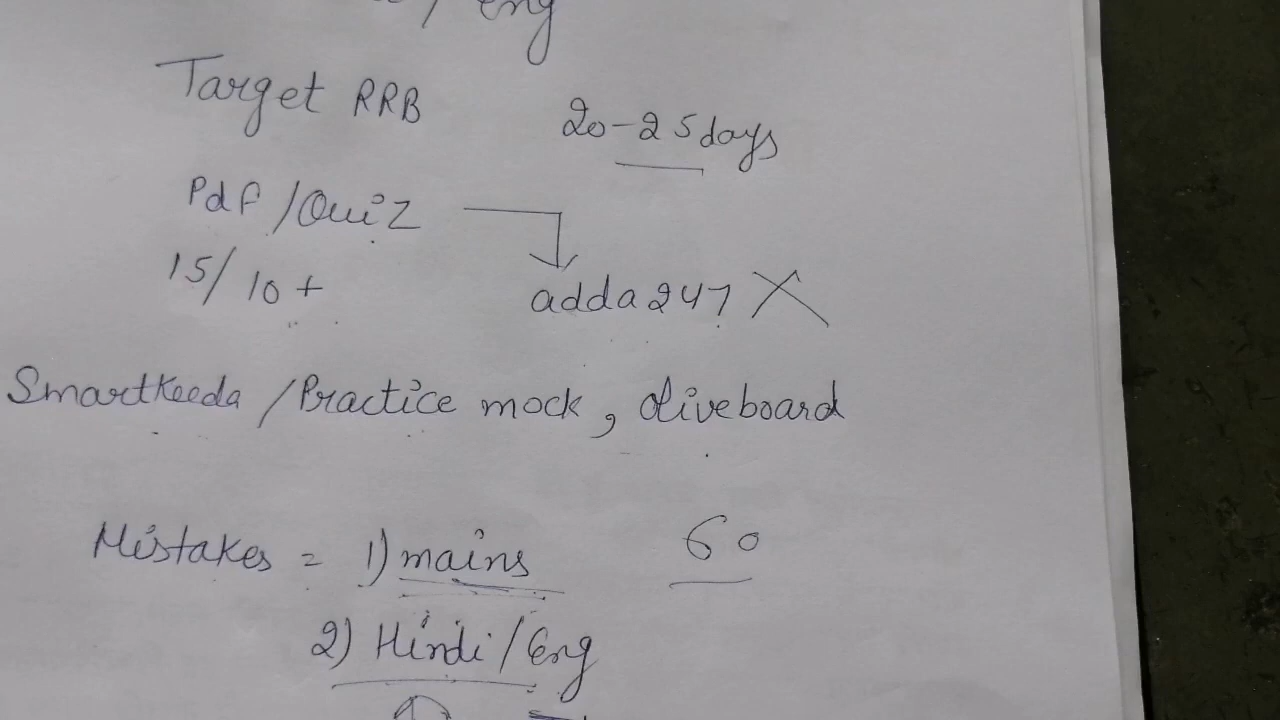 / Eng
Target RRB
20-25 days
Pdf / Quiz
15/10+
adda247 X
Smartkeeda / Practice mock, oliveboard
Mistakes = 1) mains
60
2) Hindi / Eng